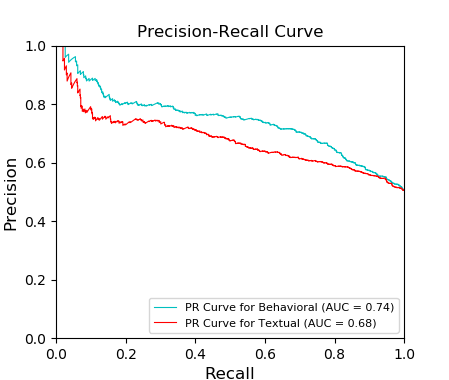 Precision-Recall Curve
1.0
0.8
0.6
0.4
0.2
0.0
Precision
PR Curve for Behavioral (AUC = 0.74)
PR Curve for Textual (AUC = 0.68)
0.0 0.2 0.4 0.6 0.8 1.0
Recall